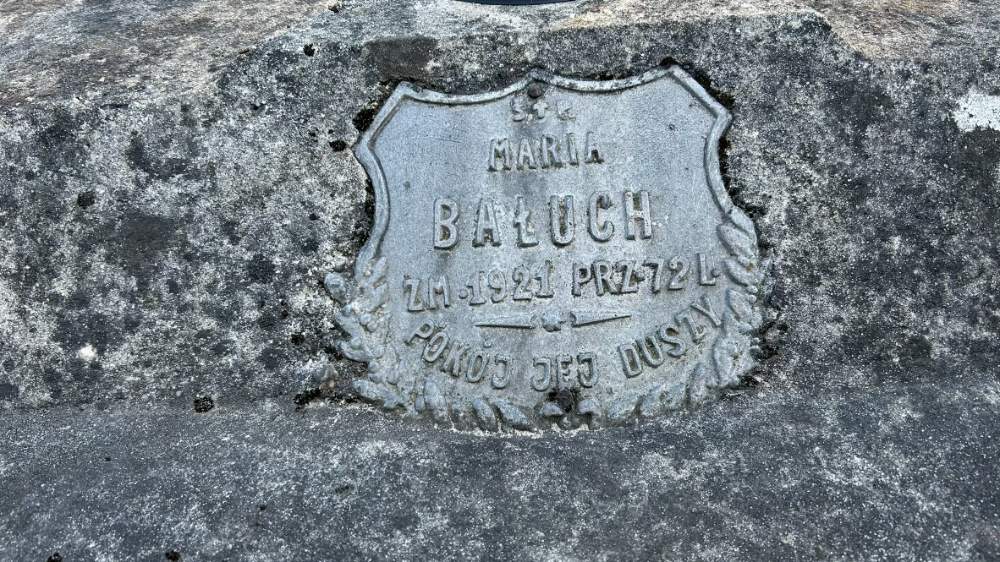 Ś.†P.
MARIA
BAŁUCH
ZM. 1921 PRZ. 72 L.
POKÓJ JEJ DUSZY